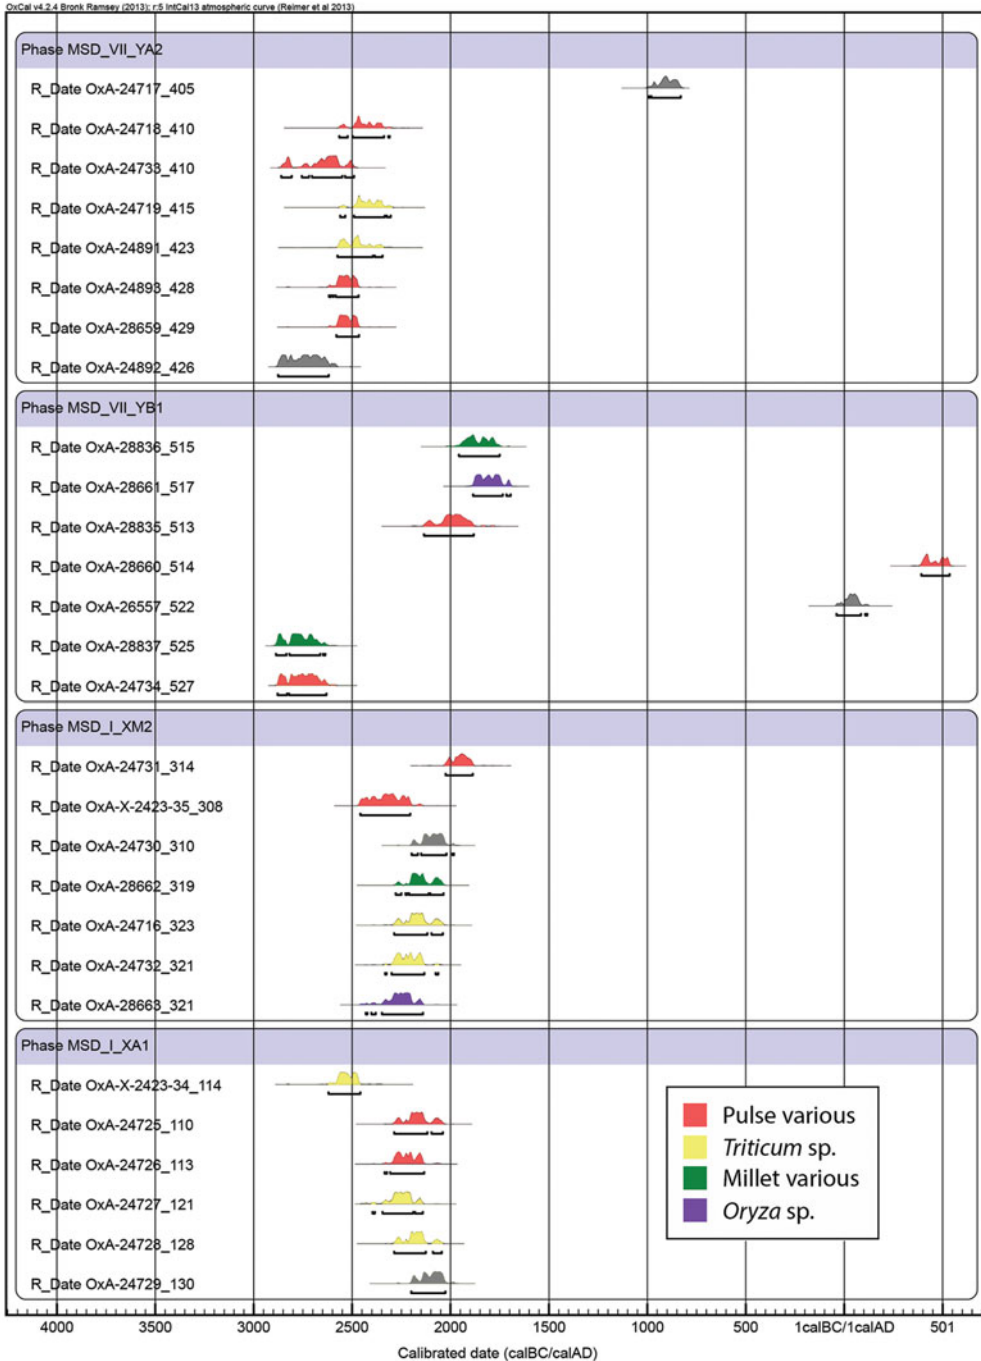 OxCal v4.2.4 Bronk Ramsey (2013); r:5 IntCal13 atmospheric curve (Reimer et al 2013)
Phase MSD_VII_YA2
R_Date OxA-24717_405
R_Date OxA-24718_410
R_Date OxA-24733_410
R_Date OxA-24719_415
R_Date OxA-24891_423
R_Date OxA-24893_428
R_Date OxA-28659_429
R_Date OxA-24892_426
Phase MSD_VII_YB1
R_Date OxA-28836_515
R_Date OxA-28661_517
R_Date OxA-28835_513
R_Date OxA-28660_514
R_Date OxA-26557_522
R_Date OxA-28837_525
R_Date OxA-24734_527
Phase MSD_I_XM2
R_Date OxA-24731_314
R_Date OxA-X-2423-35_308
R_Date OxA-24730_310
R_Date OxA-28662_319
R_Date OxA-24716_323
R_Date OxA-24732_321
R_Date OxA-28663_321
Phase MSD_I_XA1
R_Date OxA-X-2423-34_114
R_Date OxA-24725_110
R_Date OxA-24726_113
R_Date OxA-24727_121
R_Date OxA-24728_128
R_Date OxA-24729_130
Pulse various
Triticum sp.
Millet various
Oryza sp.
4000 3500 3000 2500 2000 1500 1000 500 1calBC/1calAD 501
Calibrated date (calBC/calAD)